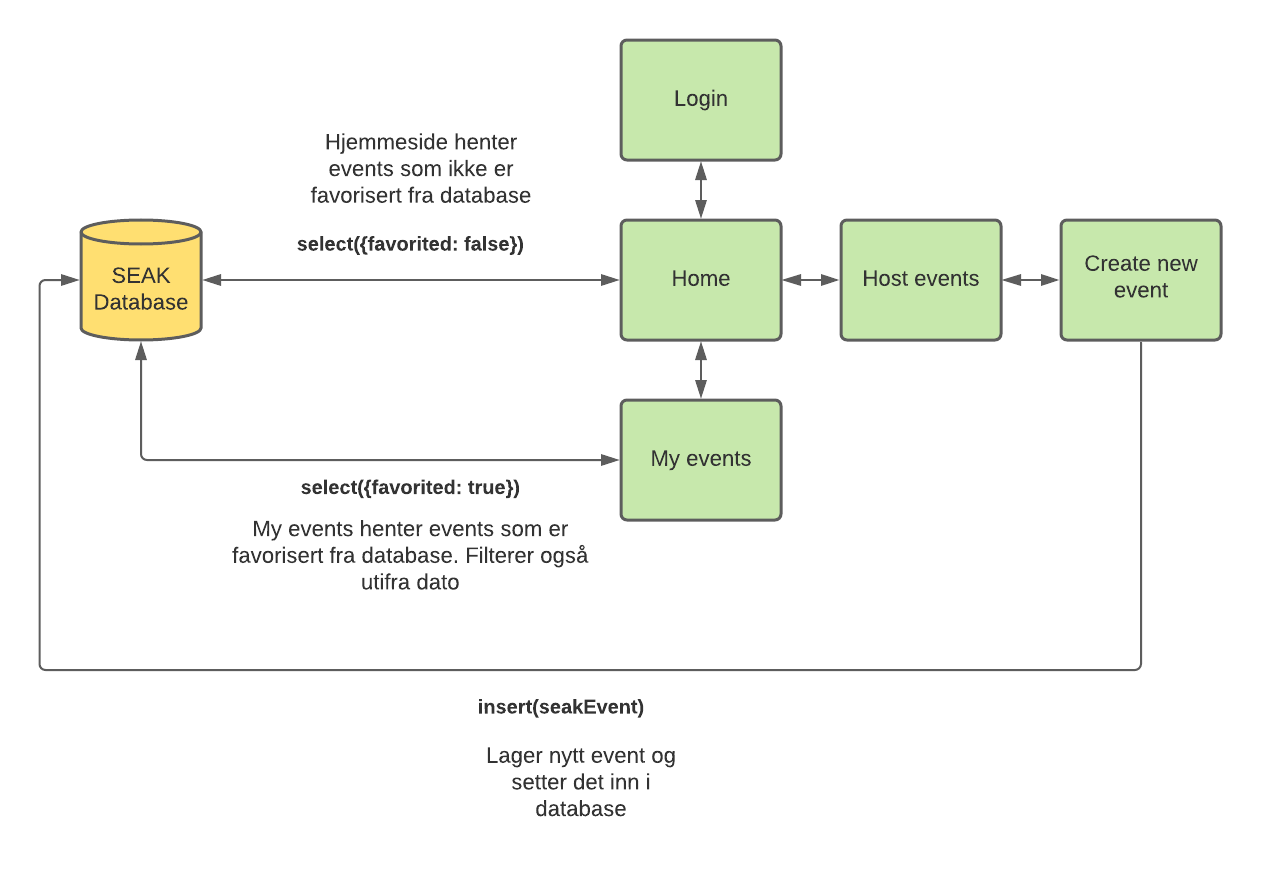 Login
Hjemmeside henter
events som ikke er
favorisert fra database
select({favorited: false})
SEAK
Database
Home
Host events
Create new
event
My events
select({favorited: true})
My events henter events som er
favorisert fra database. Filterer også
utifra dato
insert(seakEvent)
Lager nytt event og
setter det inn i
database